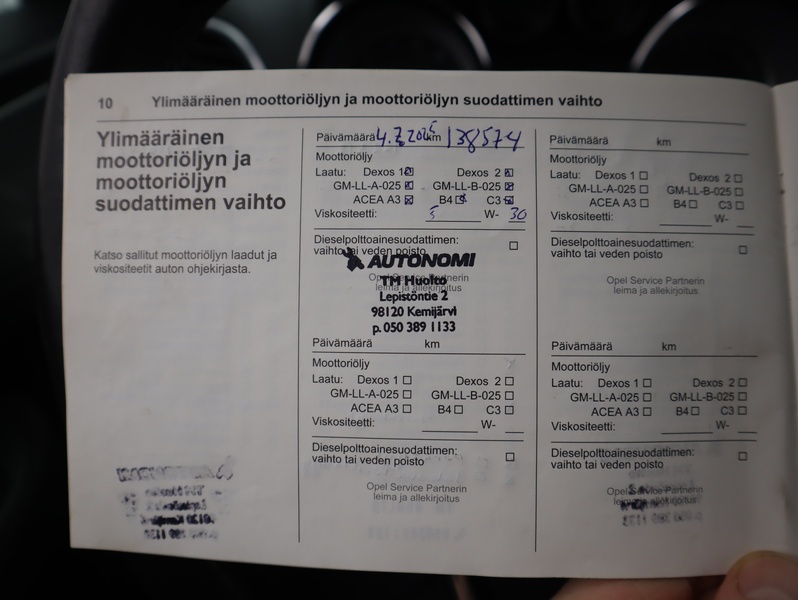 10 Ylimääräinen moottoriöljyn ja moottoriöljyn suodattimen vaihto
Ylimääräinen
moottoriöljyn ja
moottoriöljyn
suodattimen vaihto
Katso sallitut moottoriöljyn laadut ja
viskositeetit auton ohjekirjasta.
Päivämäärä 4.7.2025 km 138574
Moottoriöljy
Laatu: Dexos 1 ☒ Dexos 2 ☒
GM-LL-A-025 ☒ GM-LL-B-025 ☒
ACEA A3 ☒ B4 ☒ C3 ☒
Viskositeetti: 5 W- 30
Dieselpolttoainesuodattimen: ☐
vaihto tai veden poisto
AUTONOMI
Opel Service Partnerin
TM Huolto
leima ja allekirjoitus
Lepistöntie 2
98120 Kemijärvi
p. 050 389 1133
Päivämäärä km
Moottoriöljy
Laatu: Dexos 1 ☐ Dexos 2 ☐
GM-LL-A-025 ☐ GM-LL-B-025 ☐
ACEA A3 ☐ B4 ☐ C3 ☐
Viskositeetti: W-
Dieselpolttoainesuodattimen: ☐
vaihto tai veden poisto
Opel Service Partnerin
leima ja allekirjoitus
Päivämäärä km
Moottoriöljy
Laatu: Dexos 1 ☐ Dexos 2 ☐
GM-LL-A-025 ☐ GM-LL-B-025 ☐
ACEA A3 ☐ B4 ☐ C3 ☐
Viskositeetti: W-
Dieselpolttoainesuodattimen: ☐
vaihto tai veden poisto
Opel Service Partnerin
leima ja allekirjoitus
Päivämäärä km
Moottoriöljy
Laatu: Dexos 1 ☐ Dexos 2 ☐
GM-LL-A-025 ☐ GM-LL-B-025 ☐
ACEA A3 ☐ B4 ☐ C3 ☐
Viskositeetti: W-
Dieselpolttoainesuodattimen: ☐
vaihto tai veden poisto
Opel Service Partnerin
leima ja allekirjoitus